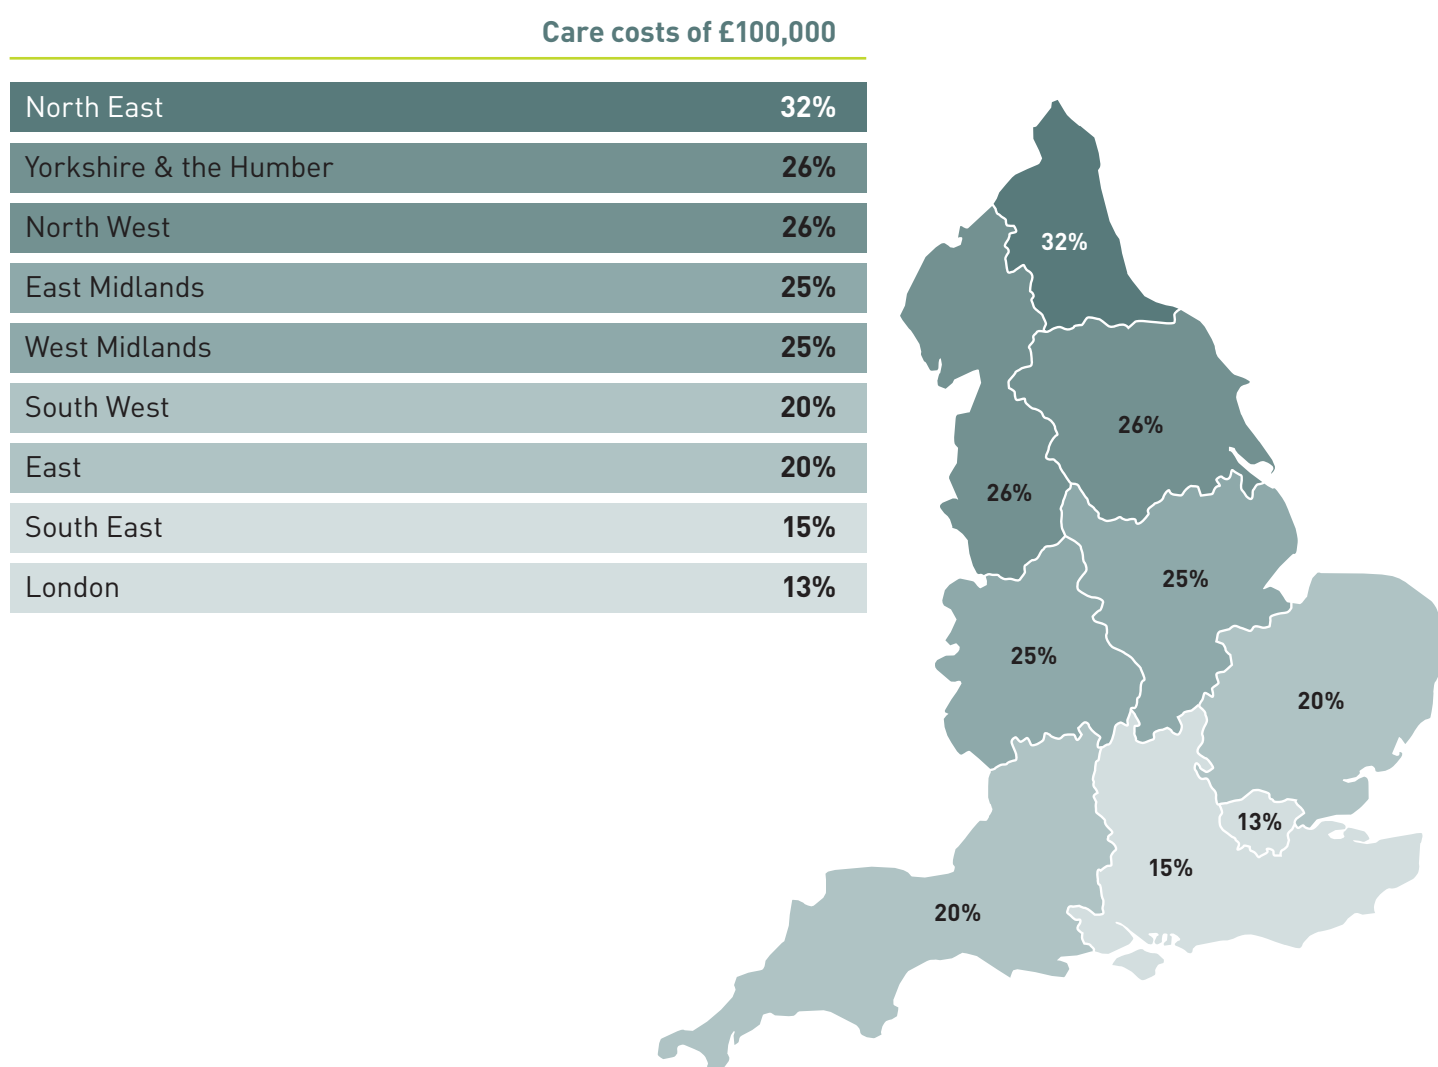 Care costs of £100,000
North East 32%
Yorkshire & the Humber 26%
North West 26%
East Midlands 25%
West Midlands 25%
South West 20%
East 20%
South East 15%
London 13%
32%
26%
26%
25%
25%
20%
13%
15%
20%